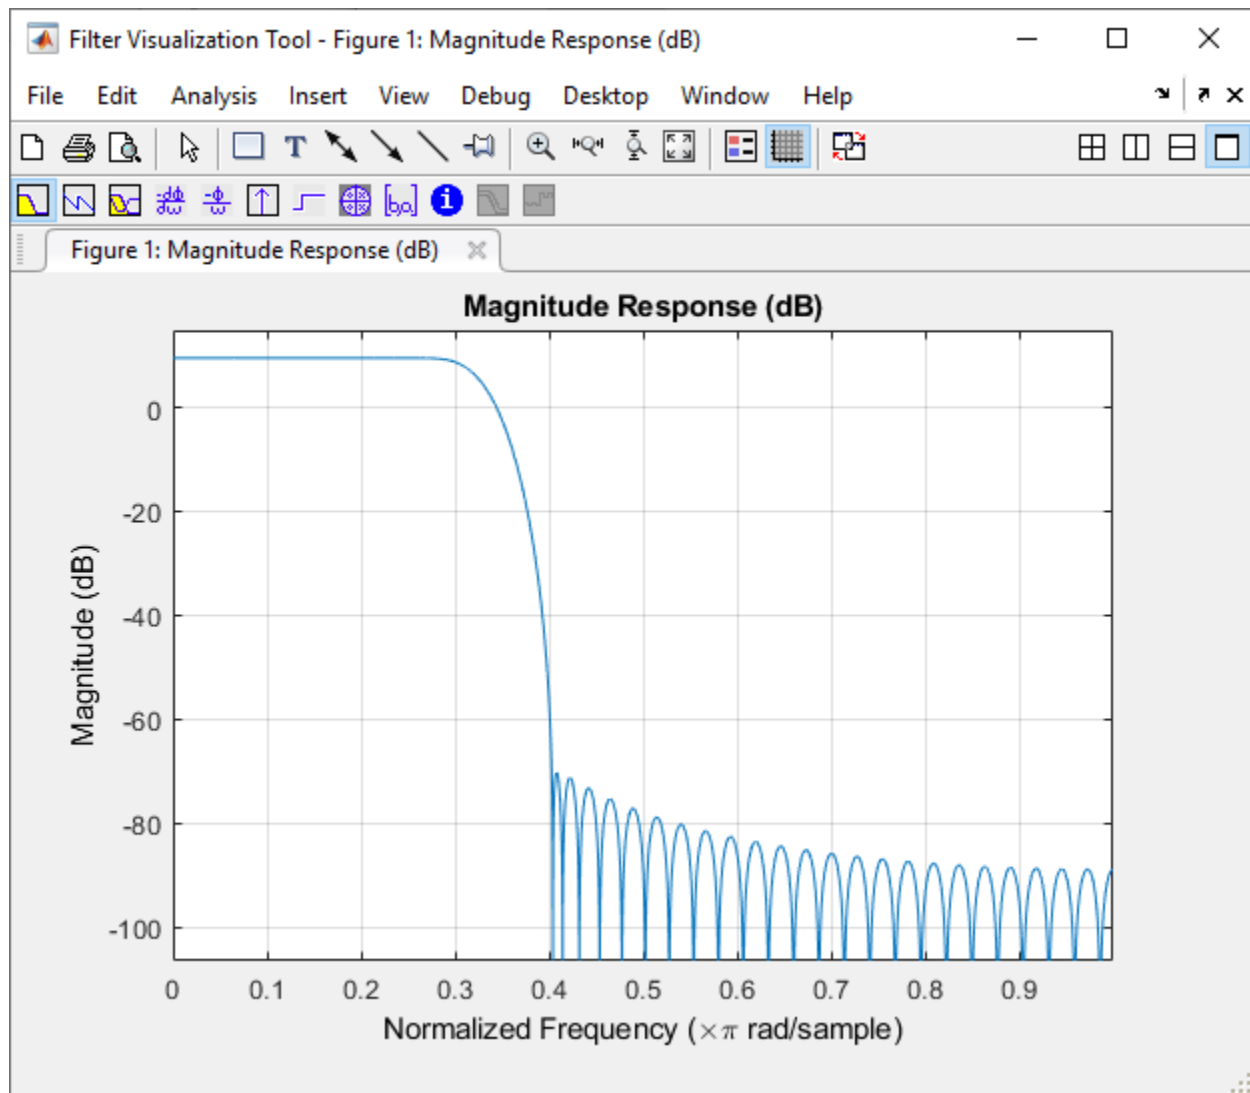 Filter Visualization Tool - Figure 1: Magnitude Response (dB)
File Edit Analysis Insert View Debug Desktop Window Help
Figure 1: Magnitude Response (dB)
Magnitude Response (dB)
0
-20
-40
-60
-80
-100
Magnitude (dB)
0 0.1 0.2 0.3 0.4 0.5 0.6 0.7 0.8 0.9
Normalized Frequency (×π rad/sample)